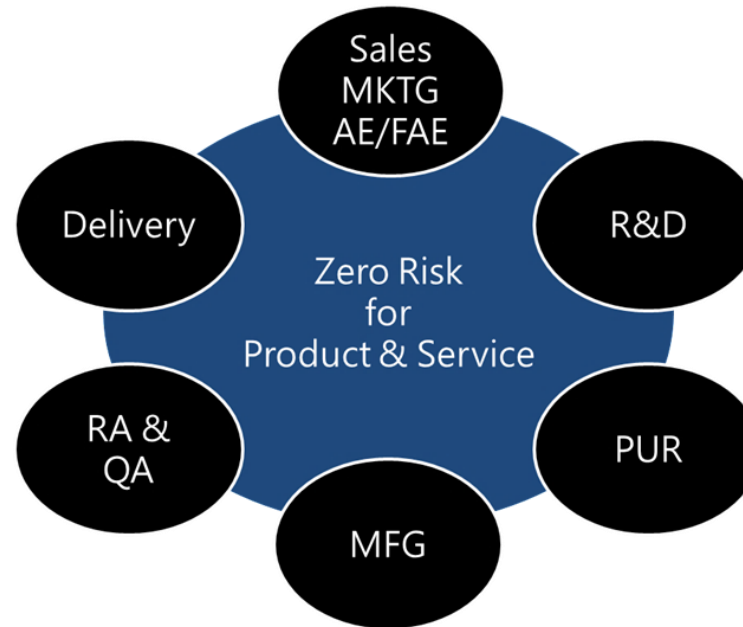 Sales
MKTG
AE/FAE
Delivery
R&D
Zero Risk
for
Product & Service
RA &
QA
PUR
MFG